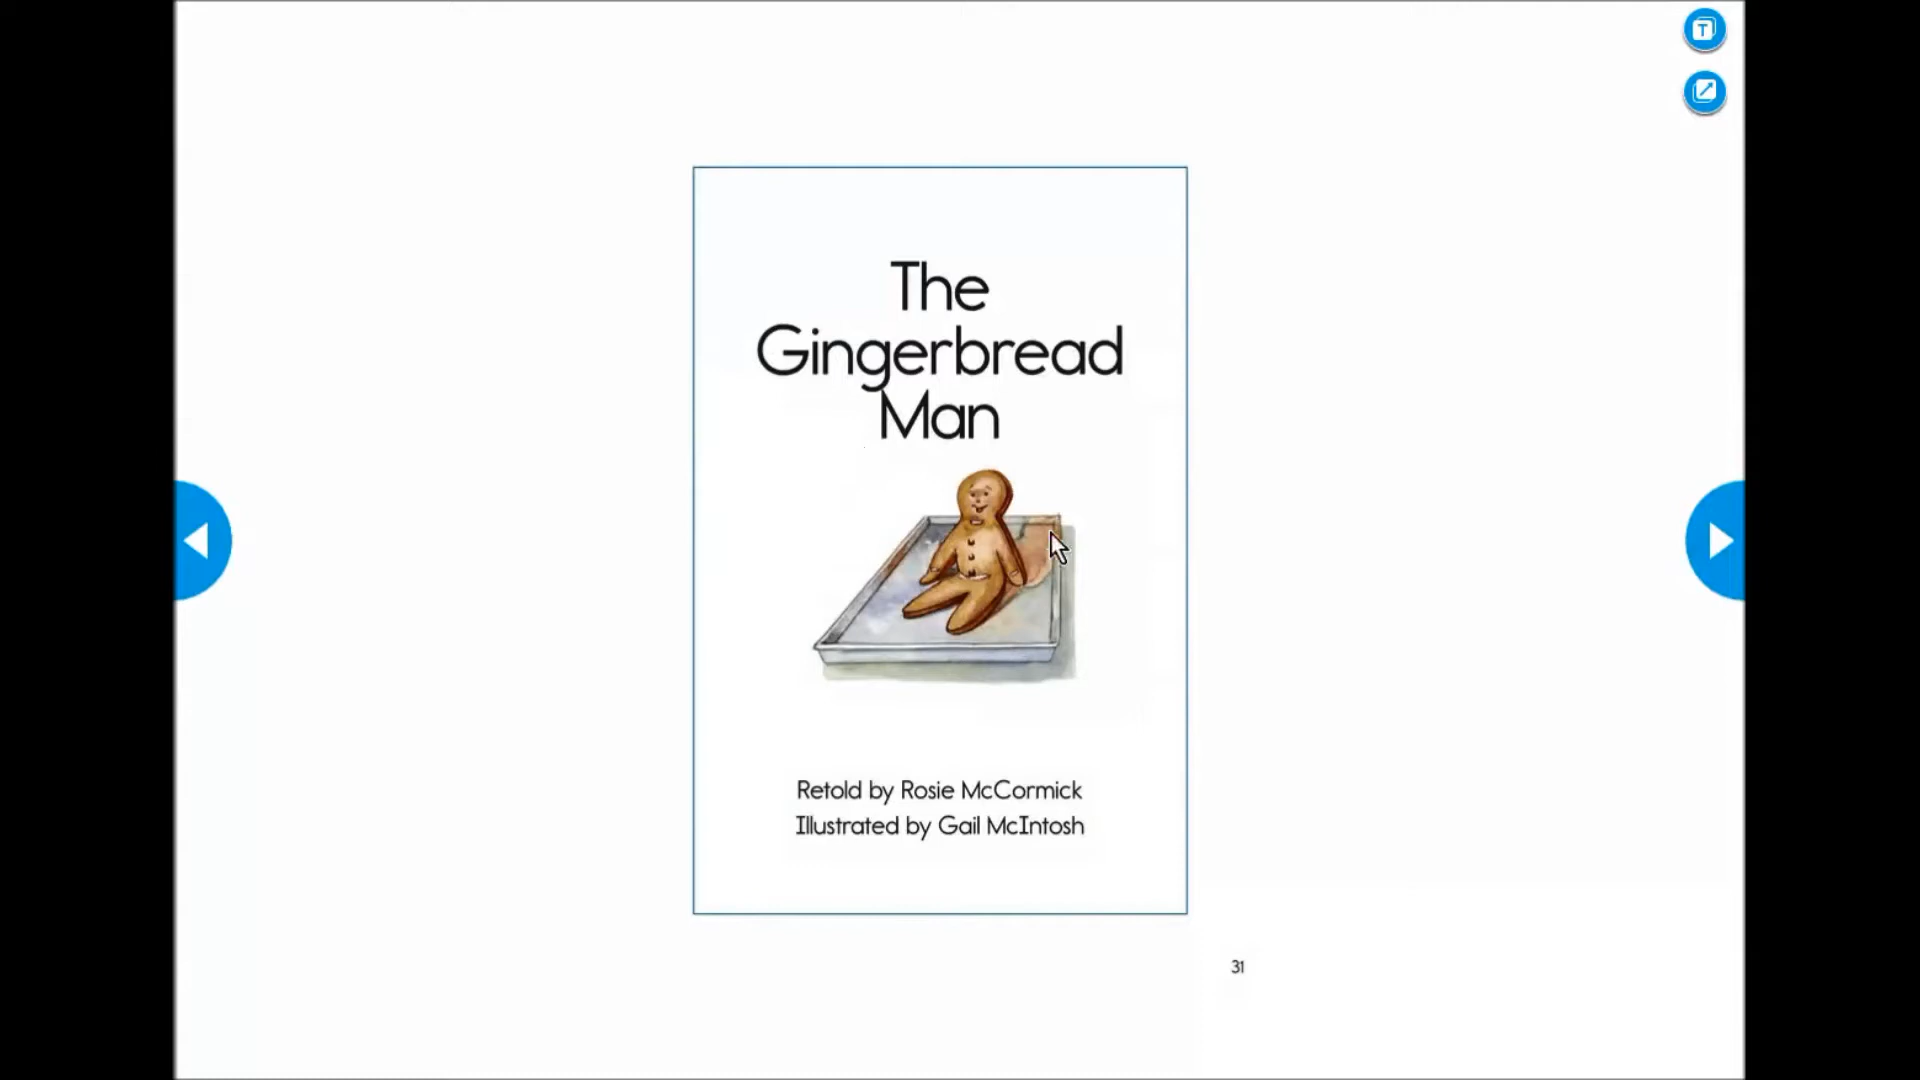 The
Gingerbread
Man
Retold by Rosie McCormick
Illustrated by Gail McIntosh
31